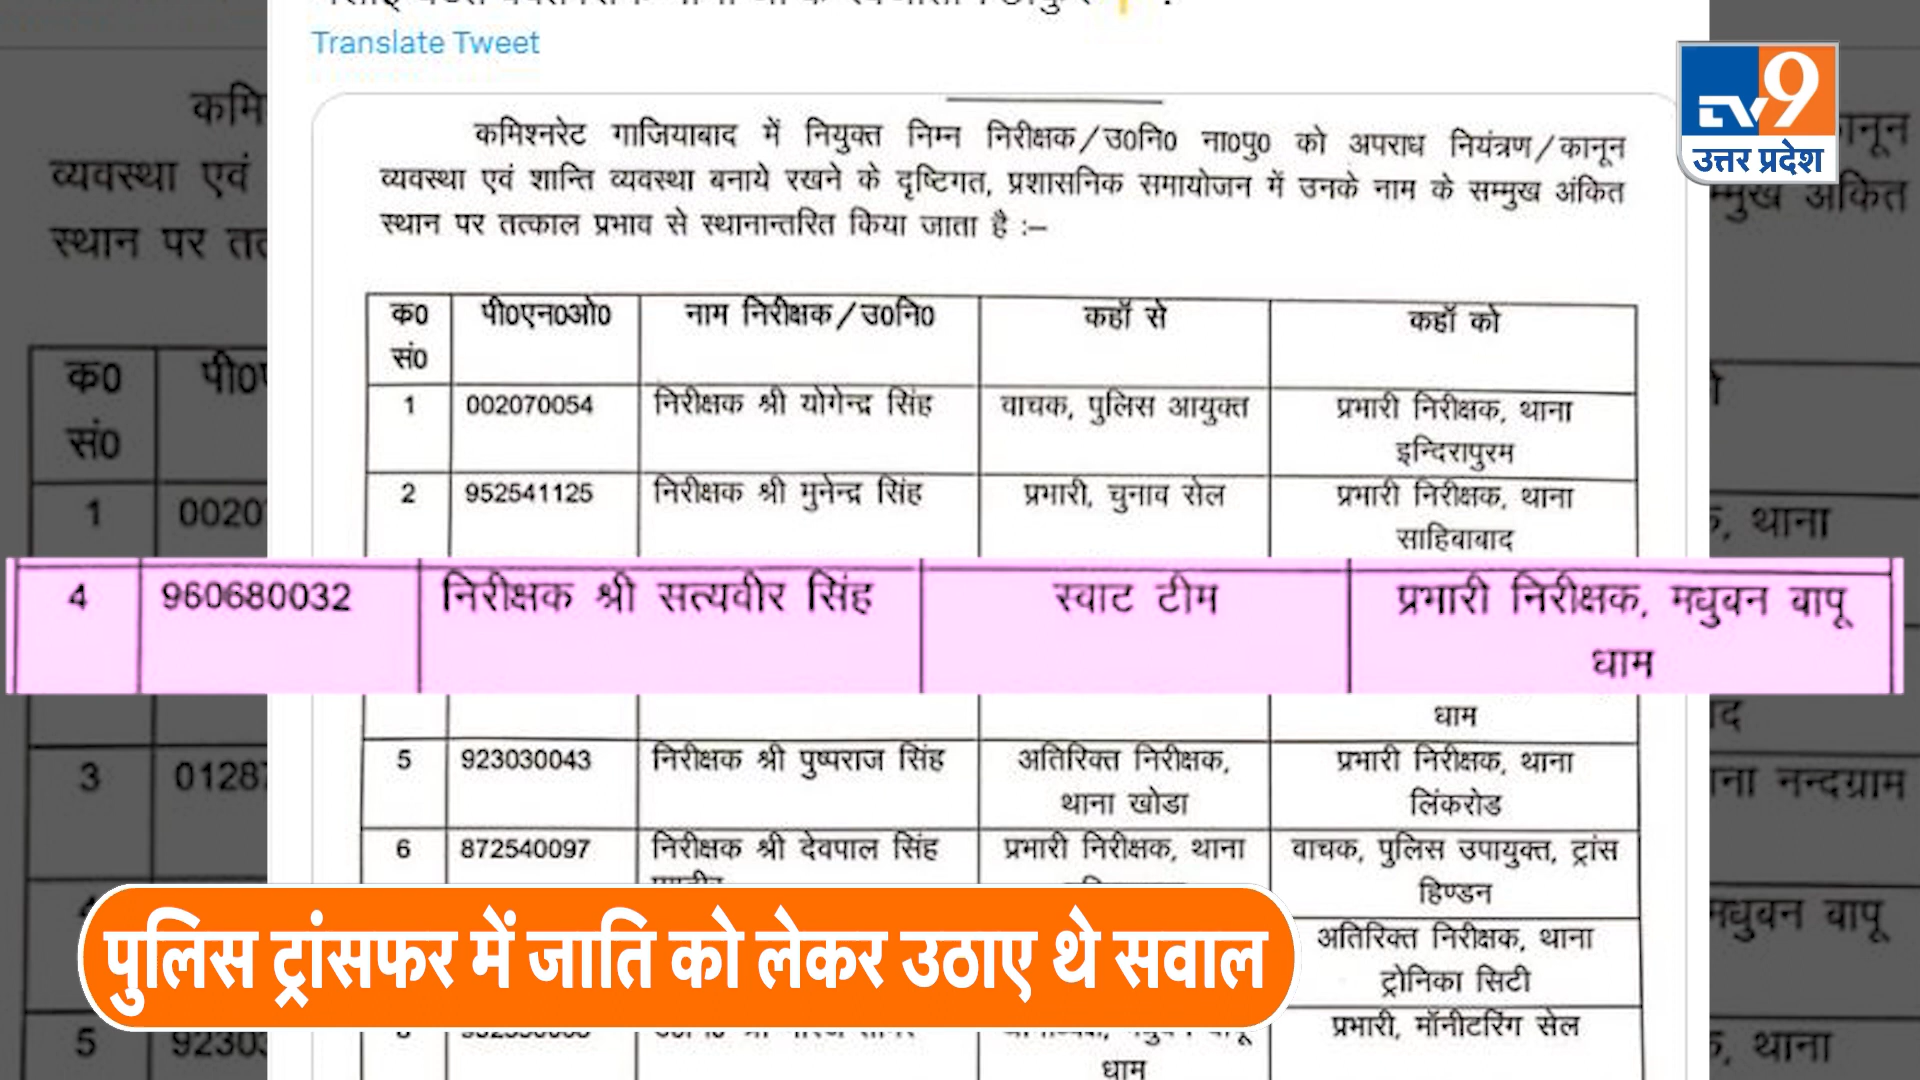 Translate Tweet
TV9
उत्तर प्रदेश
कमिश्नरेट गाजियाबाद में नियुक्त निम्न निरीक्षक/उ0नि0 ना0पु0 को अपराध नियंत्रण/कानून
व्यवस्था एवं शान्ति व्यवस्था बनाये रखने के दृष्टिगत, प्रशासनिक समायोजन में उनके नाम के सम्मुख अंकित
स्थान पर तत्काल प्रभाव से स्थानान्तरित किया जाता है :–
क0 पी0एन0ओ0 नाम निरीक्षक/उ0नि0 कहॉ से कहॉ को
सं0
1 002070054 निरीक्षक श्री योगेन्द्र सिंह वाचक, पुलिस आयुक्त प्रभारी निरीक्षक, थाना
इन्दिरापुरम
2 952541125 निरीक्षक श्री मुनेन्द्र सिंह प्रभारी, चुनाव सेल प्रभारी निरीक्षक, थाना
साहिबाबाद
4 960680032 निरीक्षक श्री सत्यवीर सिंह स्वाट टीम प्रभारी निरीक्षक, मधुबन बापू
धाम
धाम
5 923030043 निरीक्षक श्री पुष्पराज सिंह अतिरिक्त निरीक्षक, प्रभारी निरीक्षक, थाना
थाना खोडा लिंकरोड
6 872540097 निरीक्षक श्री देवपाल सिंह प्रभारी निरीक्षक, थाना वाचक, पुलिस उपायुक्त, ट्रांस
हिण्डन
अतिरिक्त निरीक्षक, थाना
ट्रोनिका सिटी
प्रभारी, मॉनीटरिंग सेल
धाम
पुलिस ट्रांसफर में जाति को लेकर उठाए थे सवाल